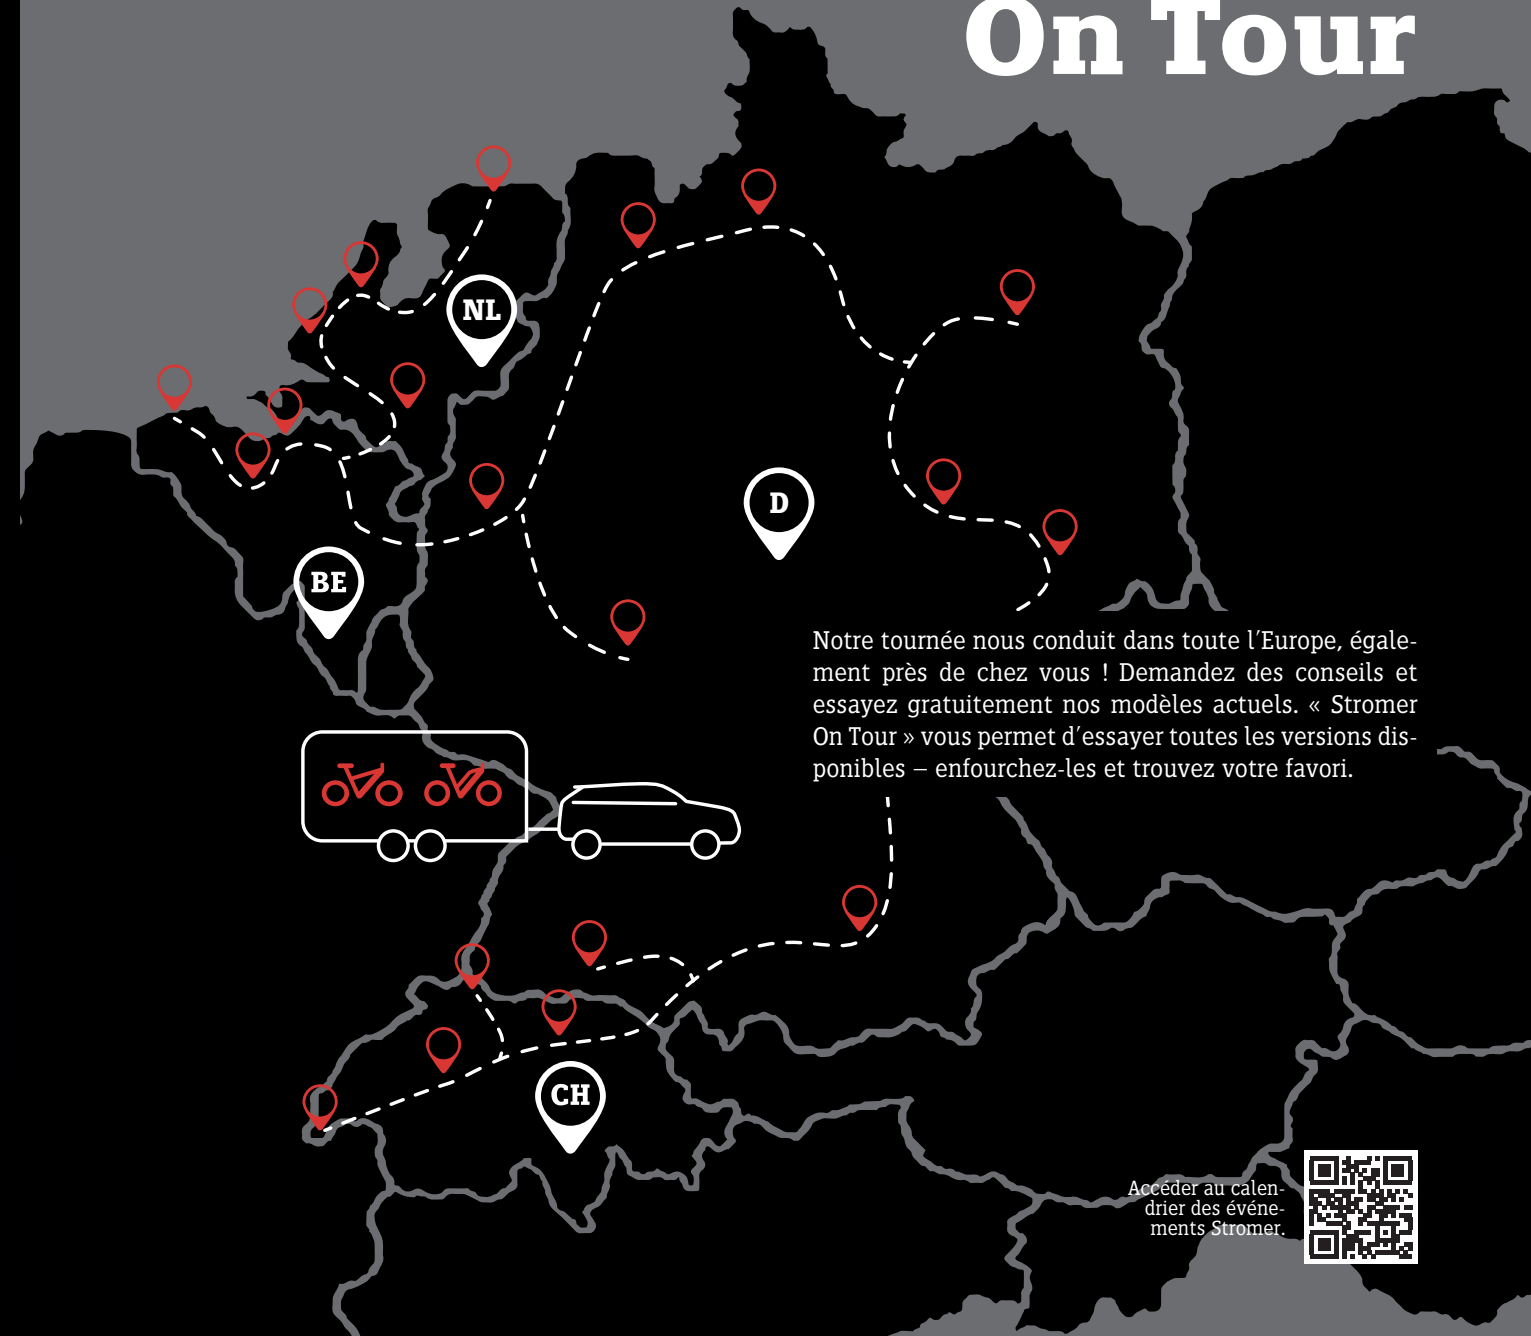 On Tour
NL
D
BE
Notre tournée nous conduit dans toute l’Europe, égale-
ment près de chez vous ! Demandez des conseils et
essayez gratuitement nos modèles actuels. « Stromer
On Tour » vous permet d’essayer toutes les versions dis-
ponibles – enfourchez-les et trouvez votre favori.
CH
Accéder au calen-
drier des événe-
ments Stromer.